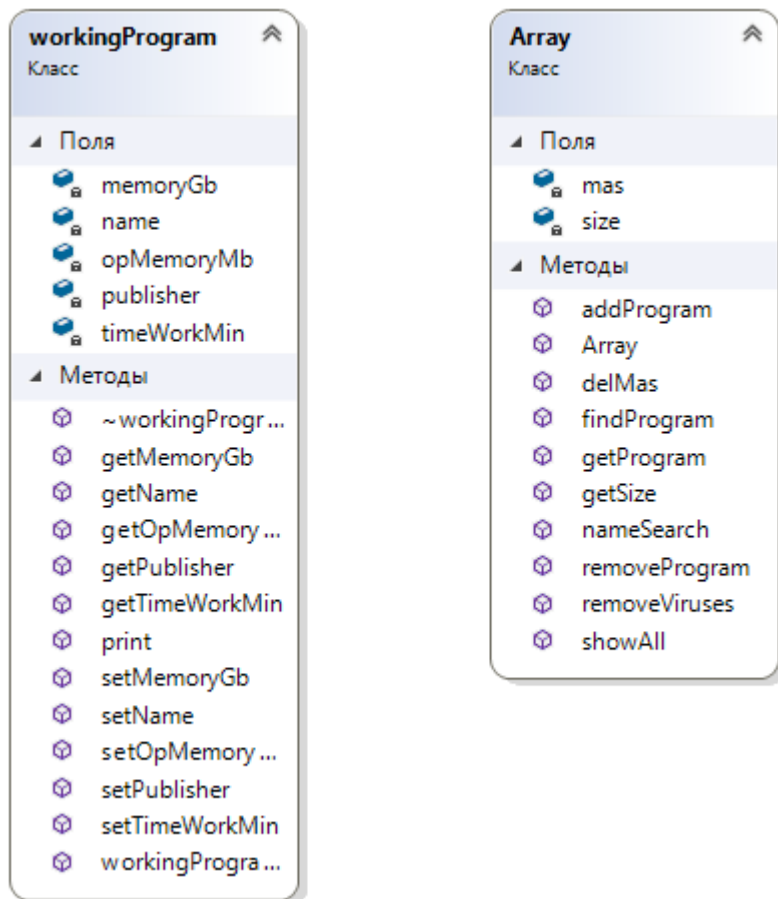 workingProgram
Класс
Поля
memoryGb
name
opMemoryMb
publisher
timeWorkMin
Методы
~workingProgr...
getMemoryGb
getName
getOpMemory...
getPublisher
getTimeWorkMin
print
setMemoryGb
setName
setOpMemory...
setPublisher
setTimeWorkMin
workingProgra...
Array
Класс
Поля
mas
size
Методы
addProgram
Array
delMas
findProgram
getProgram
getSize
nameSearch
removeProgram
removeViruses
showAll